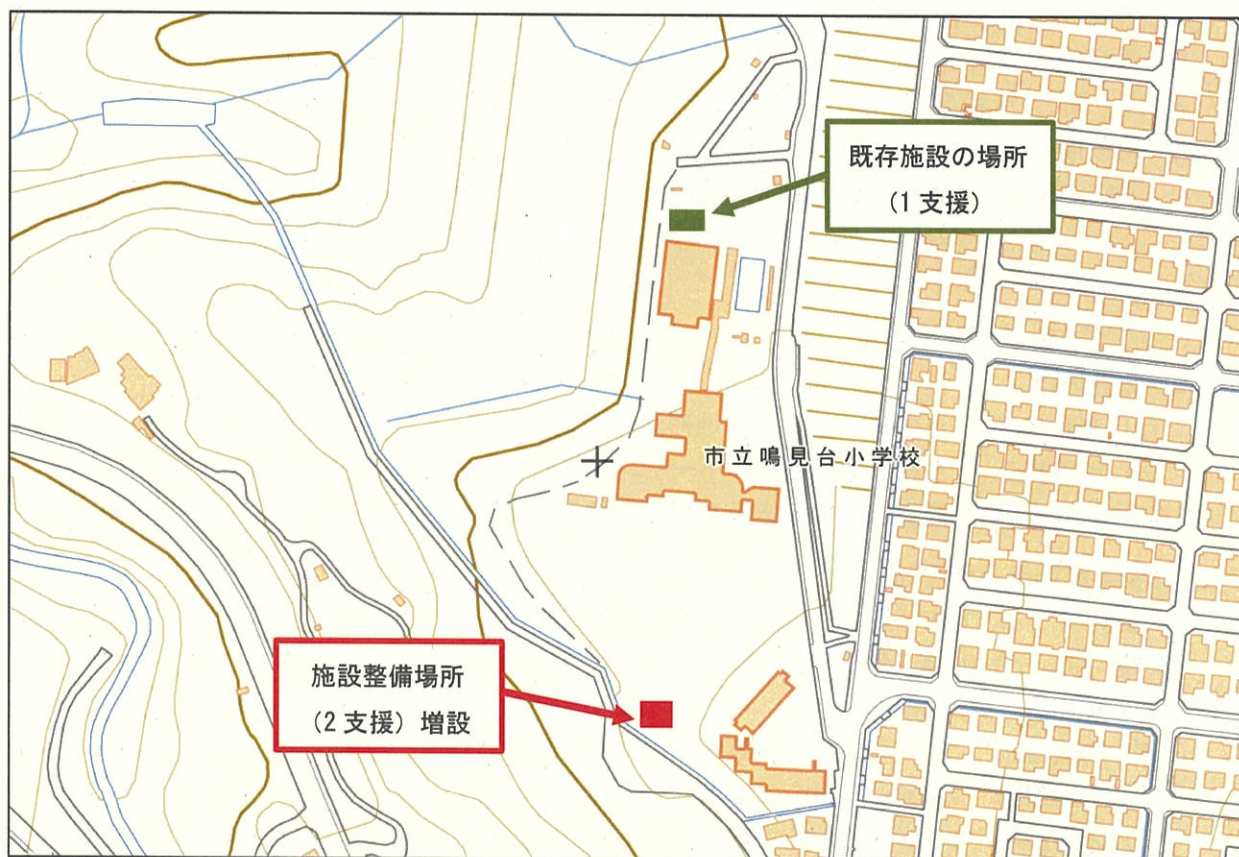 既存施設の場所
(1支援)
市立鳴見台小学校
施設整備場所
(2支援) 増設